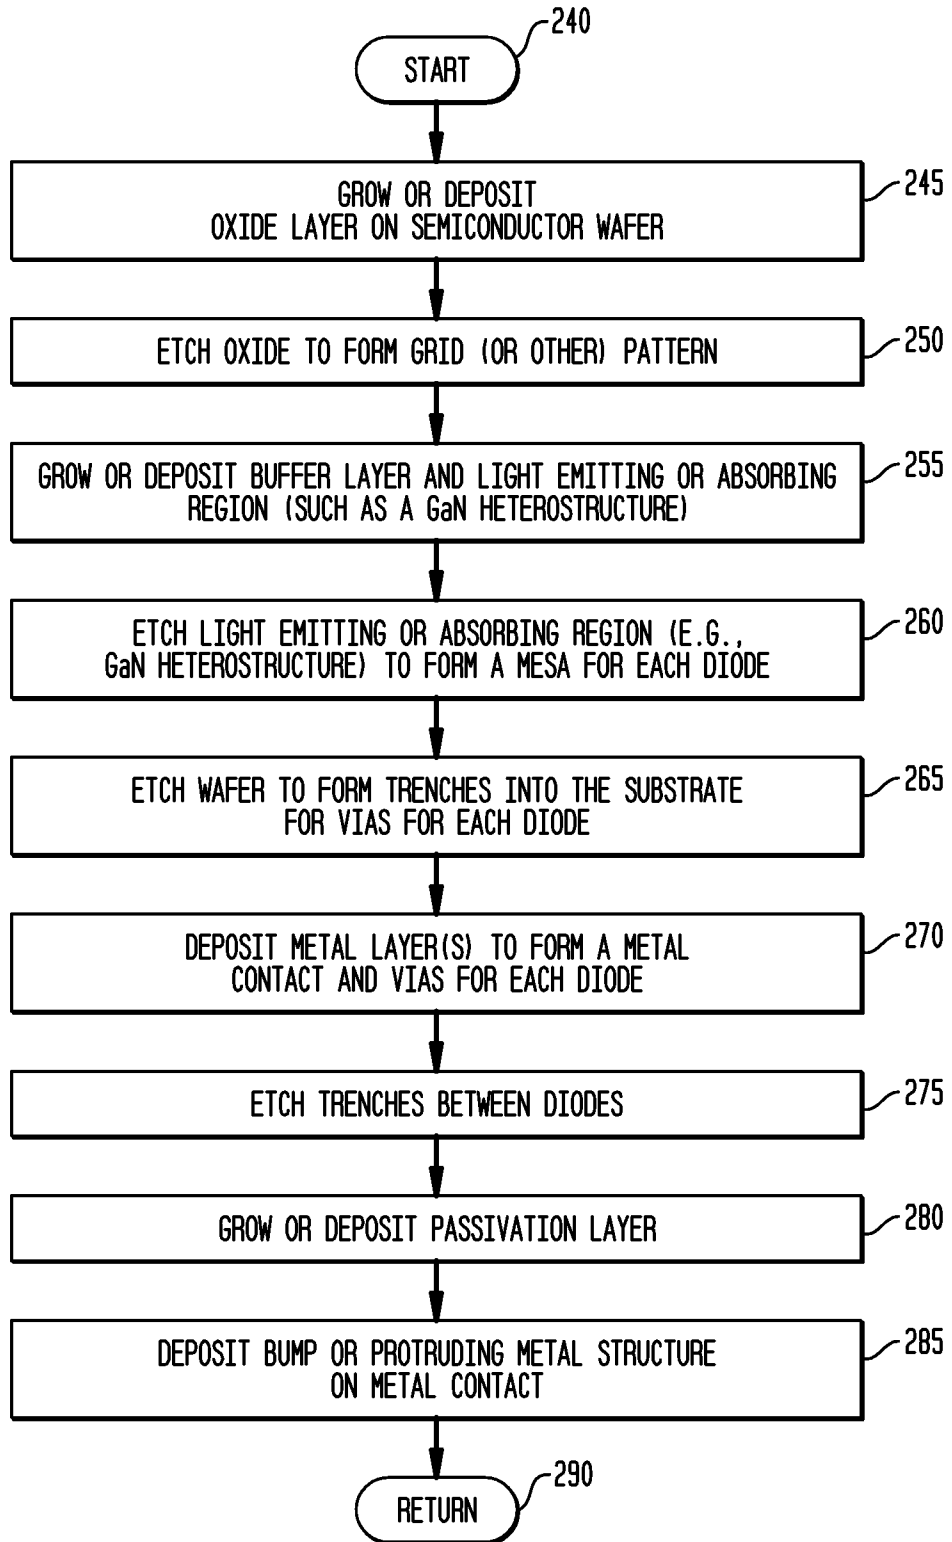 240
START
245
GROW OR DEPOSIT
OXIDE LAYER ON SEMICONDUCTOR WAFER
250
ETCH OXIDE TO FORM GRID (OR OTHER) PATTERN
255
GROW OR DEPOSIT BUFFER LAYER AND LIGHT EMITTING OR ABSORBING
REGION (SUCH AS A GaN HETEROSTRUCTURE)
260
ETCH LIGHT EMITTING OR ABSORBING REGION (E.G.,
GaN HETEROSTRUCTURE) TO FORM A MESA FOR EACH DIODE
265
ETCH WAFER TO FORM TRENCHES INTO THE SUBSTRATE
FOR VIAS FOR EACH DIODE
270
DEPOSIT METAL LAYER(S) TO FORM A METAL
CONTACT AND VIAS FOR EACH DIODE
275
ETCH TRENCHES BETWEEN DIODES
280
GROW OR DEPOSIT PASSIVATION LAYER
285
DEPOSIT BUMP OR PROTRUDING METAL STRUCTURE
ON METAL CONTACT
290
RETURN